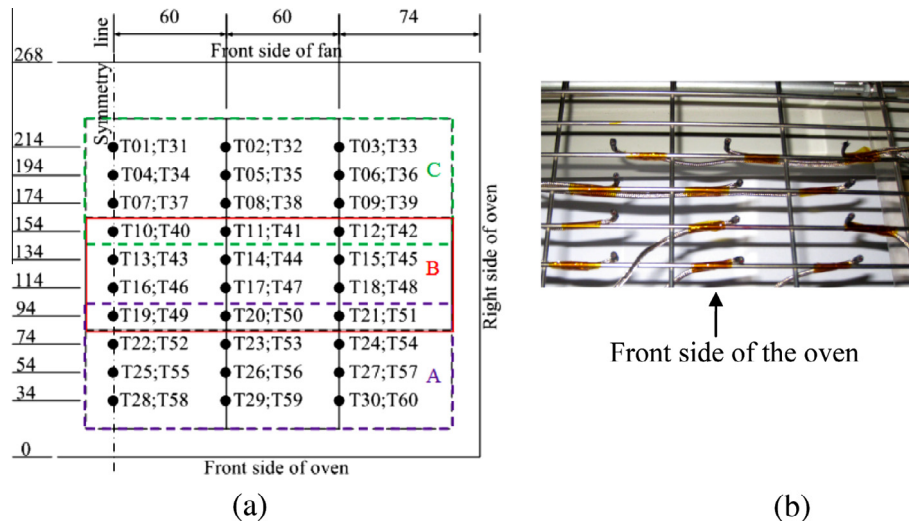 60 60 74
Front side of fan
268
Symmetry line
214 T01;T31 T02;T32 T03;T33
194 T04;T34 T05;T35 T06;T36 C
174 T07;T37 T08;T38 T09;T39
154 T10;T40 T11;T41 T12;T42
134 T13;T43 T14;T44 T15;T45 B
114 T16;T46 T17;T47 T18;T48
94 T19;T49 T20;T50 T21;T51
74 T22;T52 T23;T53 T24;T54
54 T25;T55 T26;T56 T27;T57 A
34 T28;T58 T29;T59 T30;T60
0
Right side of oven
Front side of oven
(a)
Front side of the oven
(b)